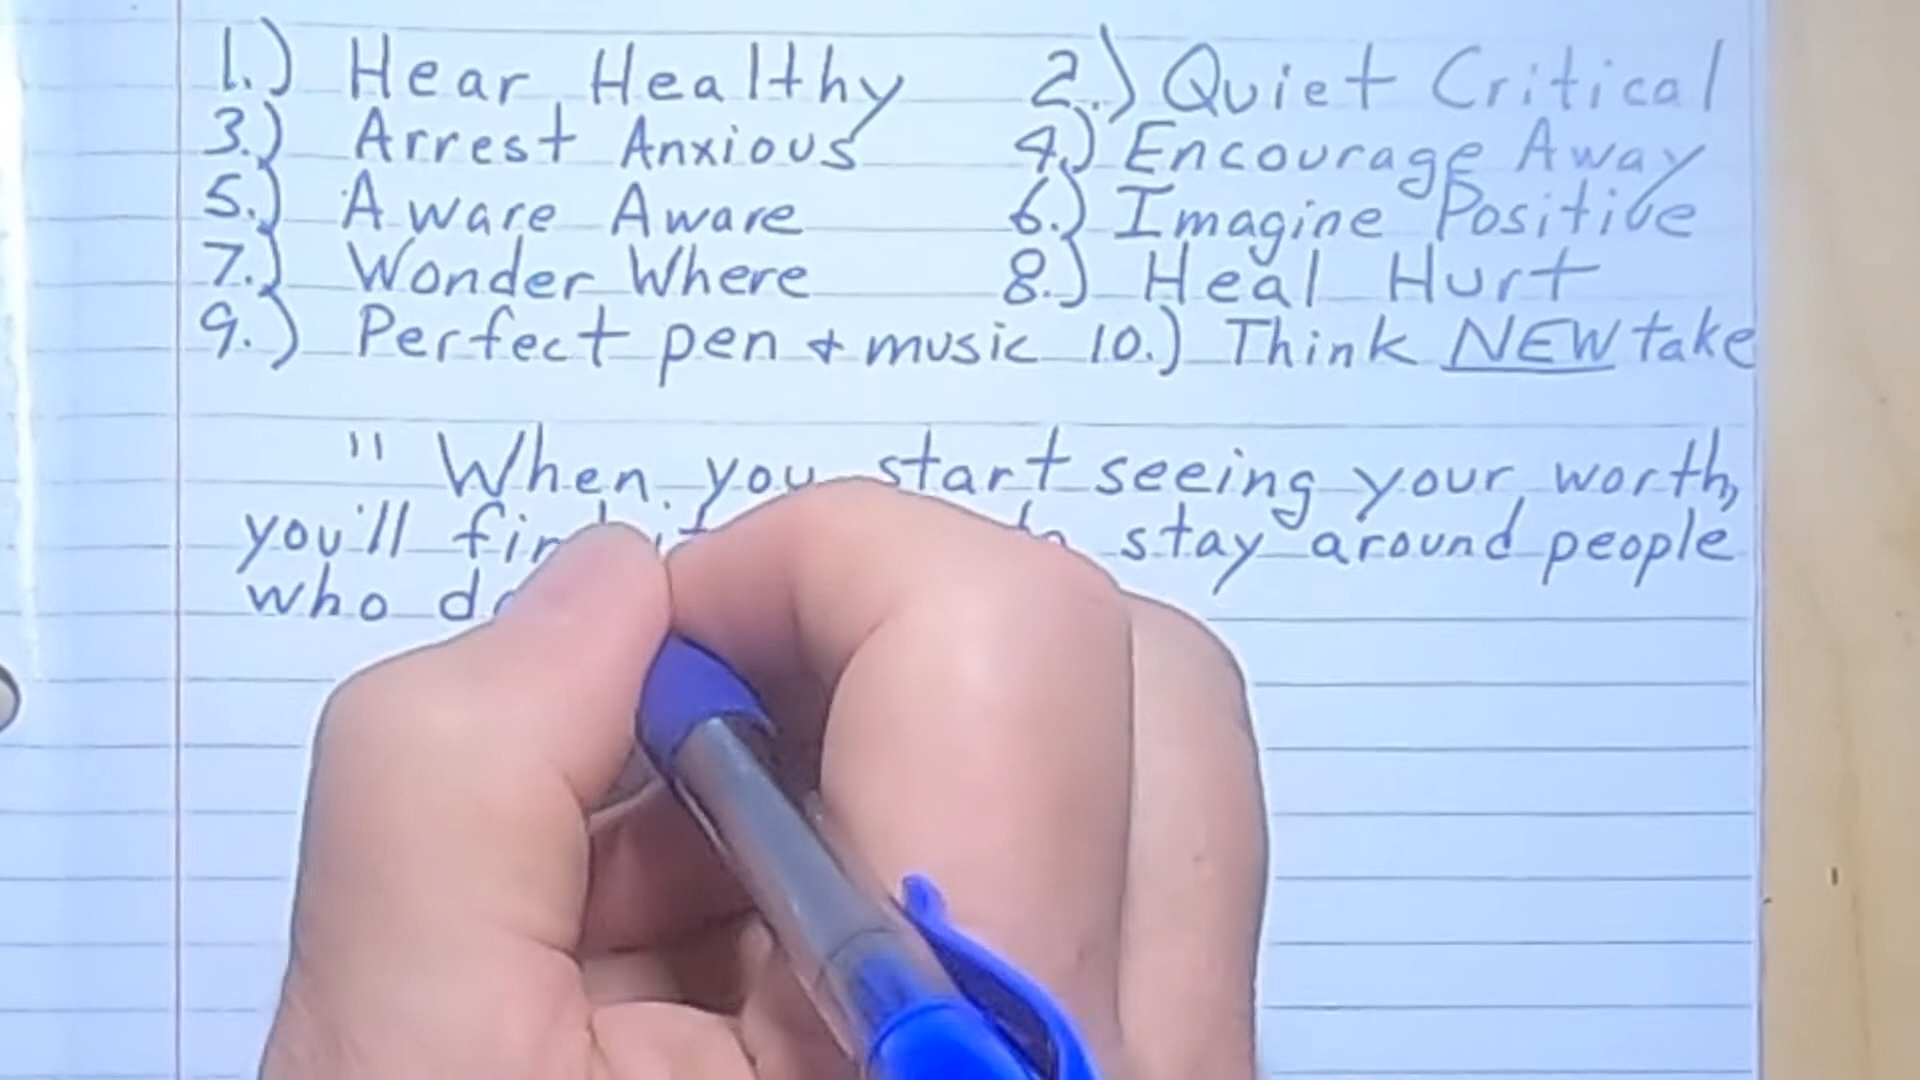 1.) Hear Healthy 2.) Quiet Critical
3.) Arrest Anxious 4.) Encourage Away
5.) Aware Aware 6.) Imagine Positive
7.) Wonder Where 8.) Heal Hurt
9.) Perfect pen & music 10.) Think NEW take
" When you start seeing your worth,
you'll stay around people
who